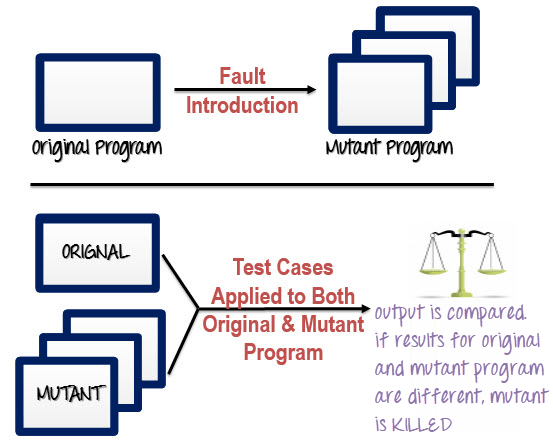 Fault
Introduction
Original Program
Mutant Program
ORIGNAL
MUTANT
Test Cases
Applied to Both
Original & Mutant
Program
output is compared.
if results for original
and mutant program
are different, mutant
is KILLED